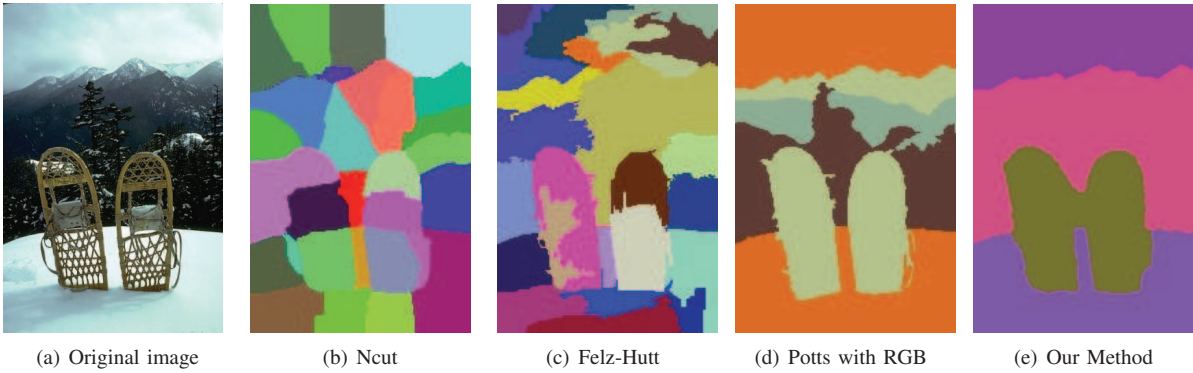 (a) Original image
(b) Ncut
(c) Felz-Hutt
(d) Potts with RGB
(e) Our Method